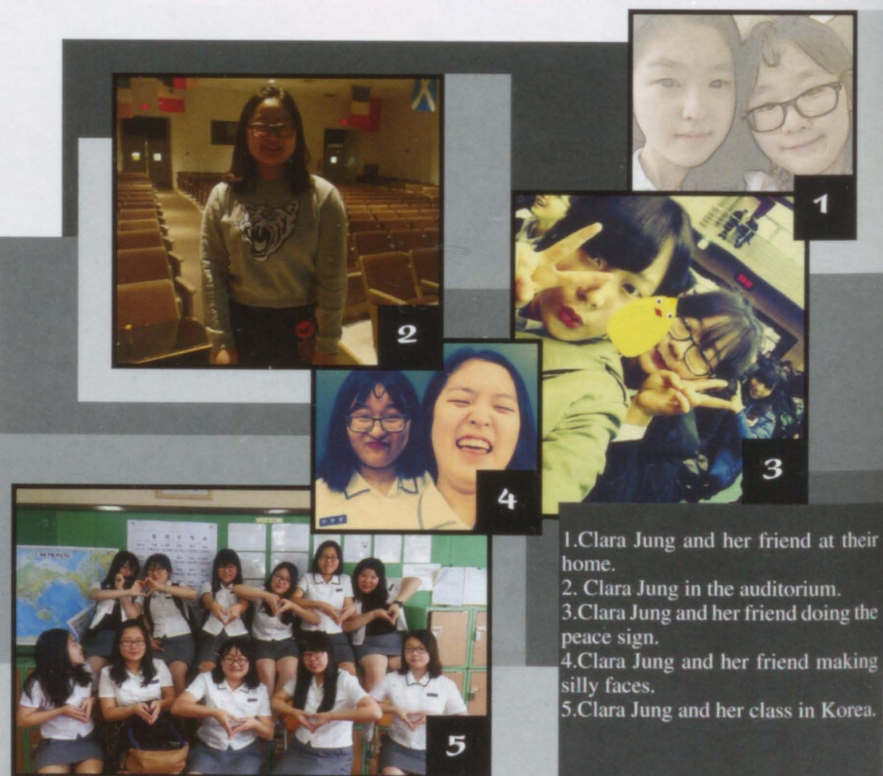 1
2
3
4
5
1.Clara Jung and her friend at their
home.
2. Clara Jung in the auditorium.
3.Clara Jung and her friend doing the
peace sign.
4.Clara Jung and her friend making
silly faces.
5.Clara Jung and her class in Korea.